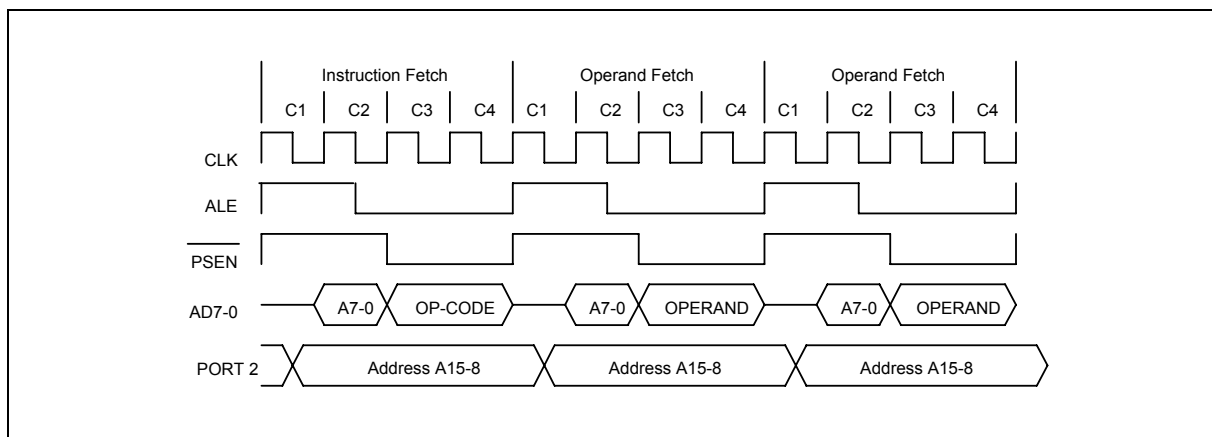 Instruction Fetch Operand Fetch Operand Fetch
C1 C2 C3 C4 C1 C2 C3 C4 C1 C2 C3 C4
CLK
ALE
PSEN
AD7-0 A7-0 OP-CODE A7-0 OPERAND A7-0 OPERAND
PORT 2 Address A15-8 Address A15-8 Address A15-8